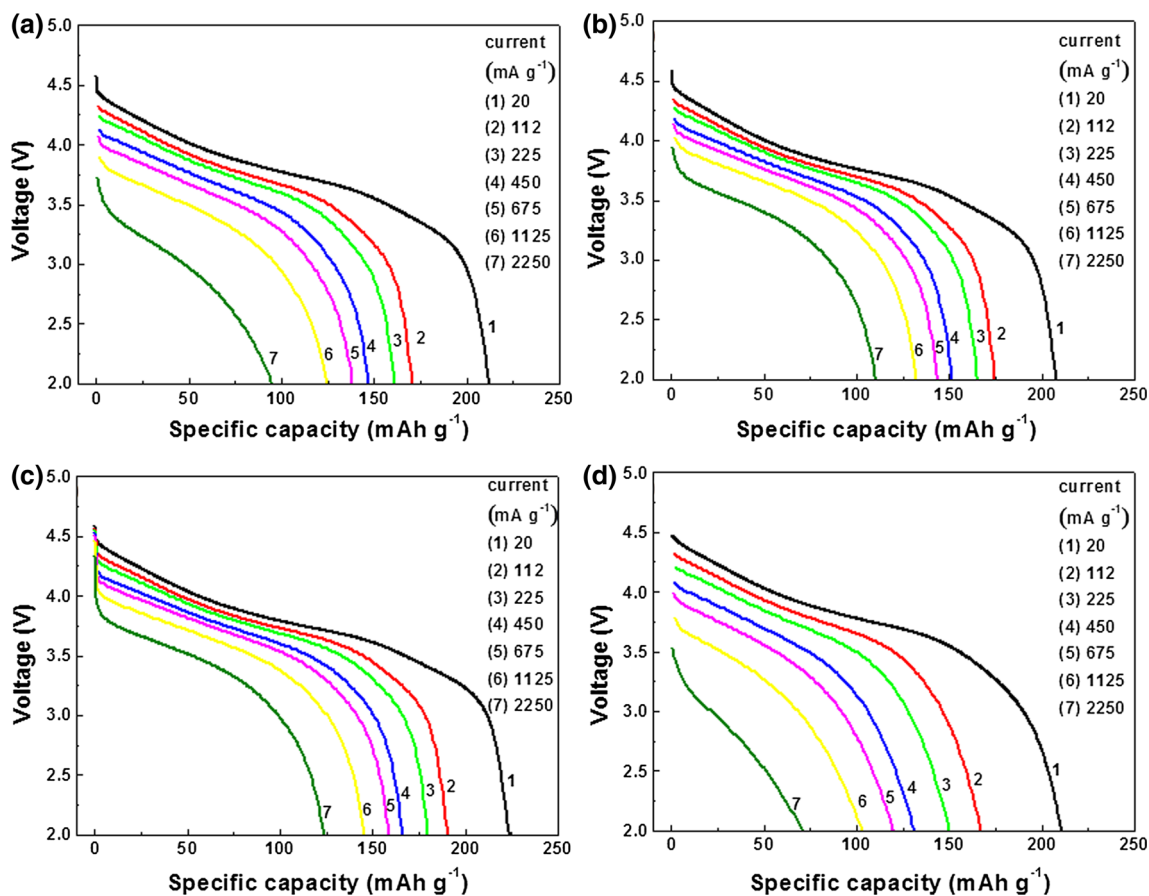 (a)
5.0
4.5
4.0
3.5
3.0
2.5
2.0
Voltage (V)
current
(mA g⁻¹)
(1) 20
(2) 112
(3) 225
(4) 450
(5) 675
(6) 1125
(7) 2250
7 6 5 4 3 2 1
0 50 100 150 200 250
Specific capacity (mAh g⁻¹)
(b)
5.0
4.5
4.0
3.5
3.0
2.5
2.0
Voltage (V)
current
(mA g⁻¹)
(1) 20
(2) 112
(3) 225
(4) 450
(5) 675
(6) 1125
(7) 2250
7 6 5 4 3 2 1
0 50 100 150 200 250
Specific capacity (mAh g⁻¹)
(c)
5.0
4.5
4.0
3.5
3.0
2.5
2.0
Voltage (V)
current
(mA g⁻¹)
(1) 20
(2) 112
(3) 225
(4) 450
(5) 675
(6) 1125
(7) 2250
7 6 5 4 3 2 1
0 50 100 150 200 250
Specific capacity (mAh g⁻¹)
(d)
5.0
4.5
4.0
3.5
3.0
2.5
2.0
Voltage (V)
current
(mA g⁻¹)
(1) 20
(2) 112
(3) 225
(4) 450
(5) 675
(6) 1125
(7) 2250
7 6 5 4 3 2 1
0 50 100 150 200 250
Specific capacity (mAh g⁻¹)